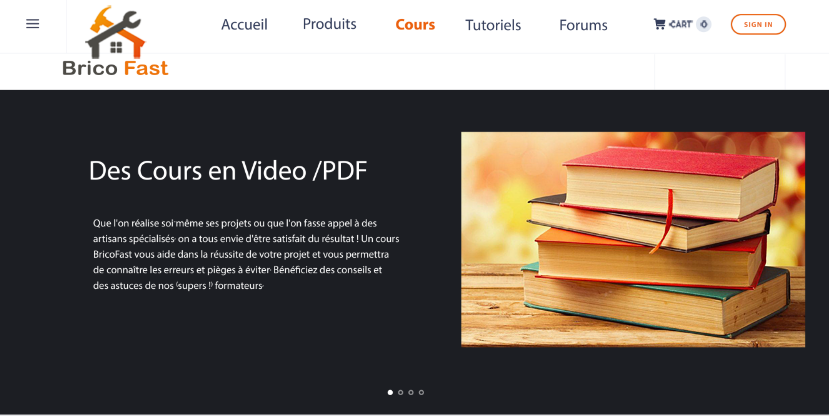 Accueil
Produits
Cours
Tutoriels
Forums
CART 0
SIGN IN
Brico Fast
Des Cours en Video /PDF
Que l'on réalise soi-même ses projets ou que l'on fasse appel à des
artisans spécialisés, on a tous envie d'être satisfait du résultat ! Un cours
BricoFast vous aide dans la réussite de votre projet et vous permettra
de connaître les erreurs et pièges à éviter. Bénéficiez des conseils et
des astuces de nos (supers !) formateurs.